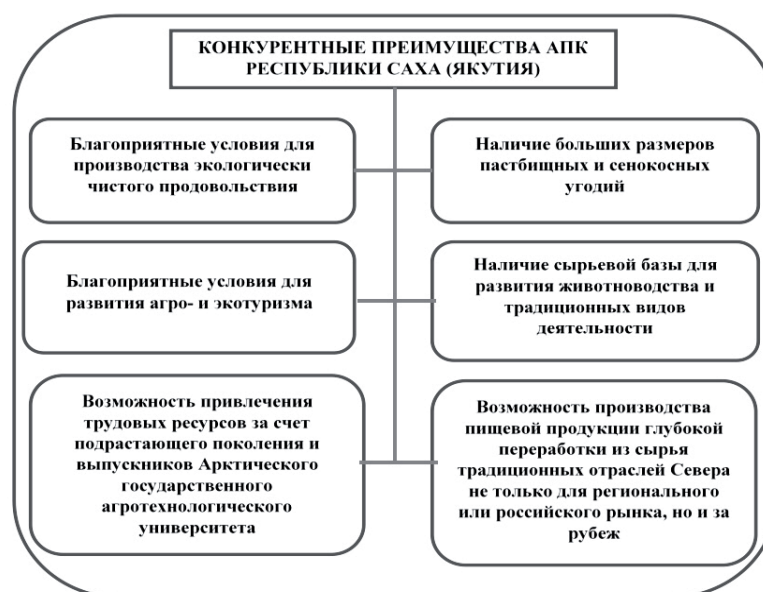 КОНКУРЕНТНЫЕ ПРЕИМУЩЕСТВА АПК
РЕСПУБЛИКИ САХА (ЯКУТИЯ)
Благоприятные условия для
производства экологически
чистого продовольствия
Наличие больших размеров
пастбищных и сенокосных
угодий
Благоприятные условия для
развития агро- и экотуризма
Наличие сырьевой базы для
развития животноводства и
традиционных видов
деятельности
Возможность привлечения
трудовых ресурсов за счет
подрастающего поколения и
выпускников Арктического
государственного
агротехнологического
университета
Возможность производства
пищевой продукции глубокой
переработки из сырья
традиционных отраслей Севера
не только для регионального
или российского рынка, но и за
рубеж